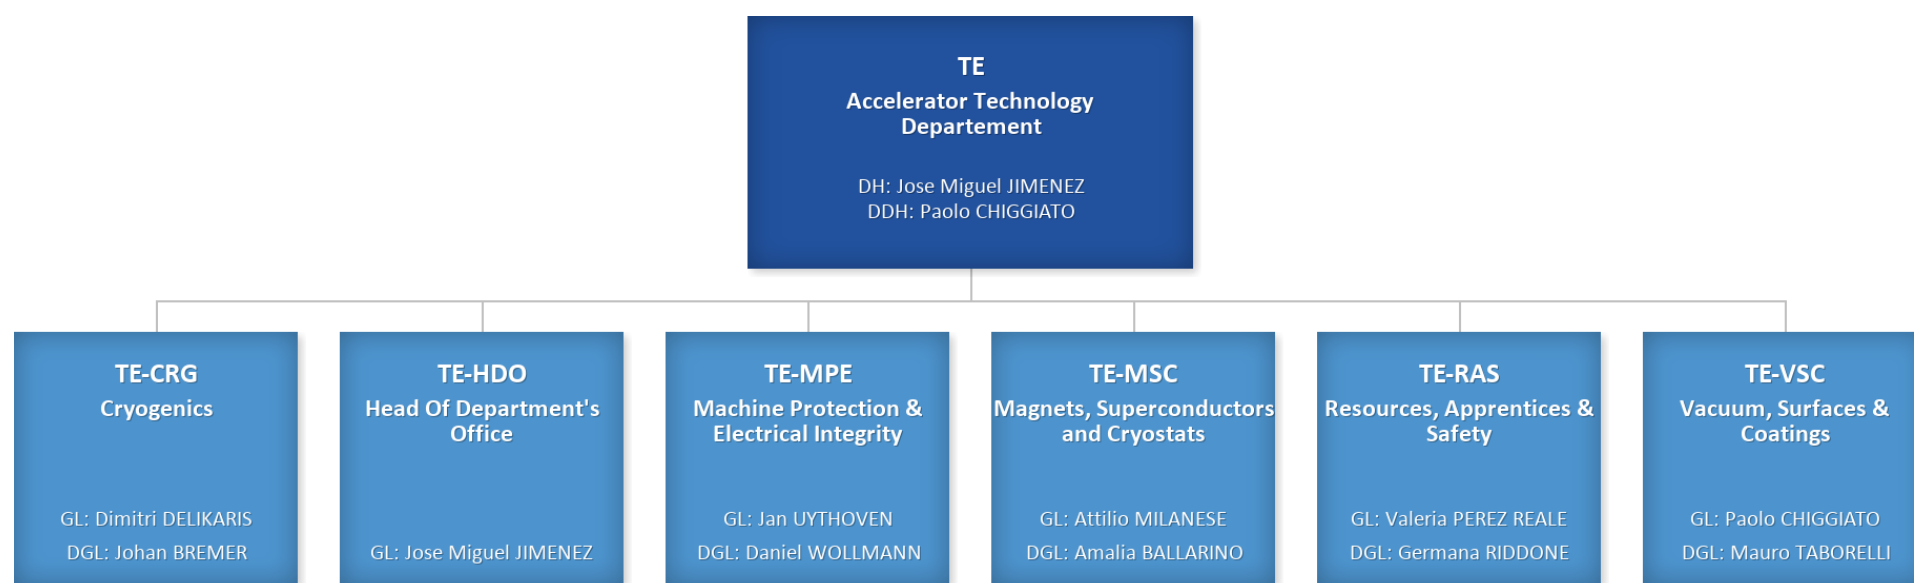 TE
Accelerator Technology
Departement
DH: Jose Miguel JIMENEZ
DDH: Paolo CHIGGIATO
TE-CRG
Cryogenics
GL: Dimitri DELIKARIS
DGL: Johan BREMER
TE-HDO
Head Of Department's
Office
GL: Jose Miguel JIMENEZ
TE-MPE
Machine Protection &
Electrical Integrity
GL: Jan UYTHOVEN
DGL: Daniel WOLLMANN
TE-MSC
Magnets, Superconductors
and Cryostats
GL: Attilio MILANESE
DGL: Amalia BALLARINO
TE-RAS
Resources, Apprentices &
Safety
GL: Valeria PEREZ REALE
DGL: Germana RIDDONE
TE-VSC
Vacuum, Surfaces &
Coatings
GL: Paolo CHIGGIATO
DGL: Mauro TABORELLI